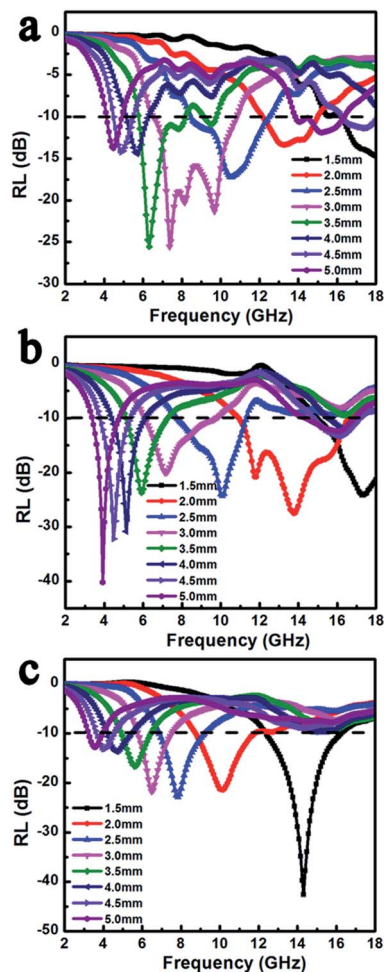 a
0
-5
-10
-15
-20
-25
-30
RL (dB)
1.5mm
2.0mm
2.5mm
3.0mm
3.5mm
4.0mm
4.5mm
5.0mm
2 4 6 8 10 12 14 16 18
Frequency (GHz)
b
0
-10
-20
-30
-40
RL (dB)
1.5mm
2.0mm
2.5mm
3.0mm
3.5mm
4.0mm
4.5mm
5.0mm
2 4 6 8 10 12 14 16 18
Frequency (GHz)
c
0
-10
-20
-30
-40
-50
RL (dB)
1.5mm
2.0mm
2.5mm
3.0mm
3.5mm
4.0mm
4.5mm
5.0mm
2 4 6 8 10 12 14 16 18
Frequency (GHz)